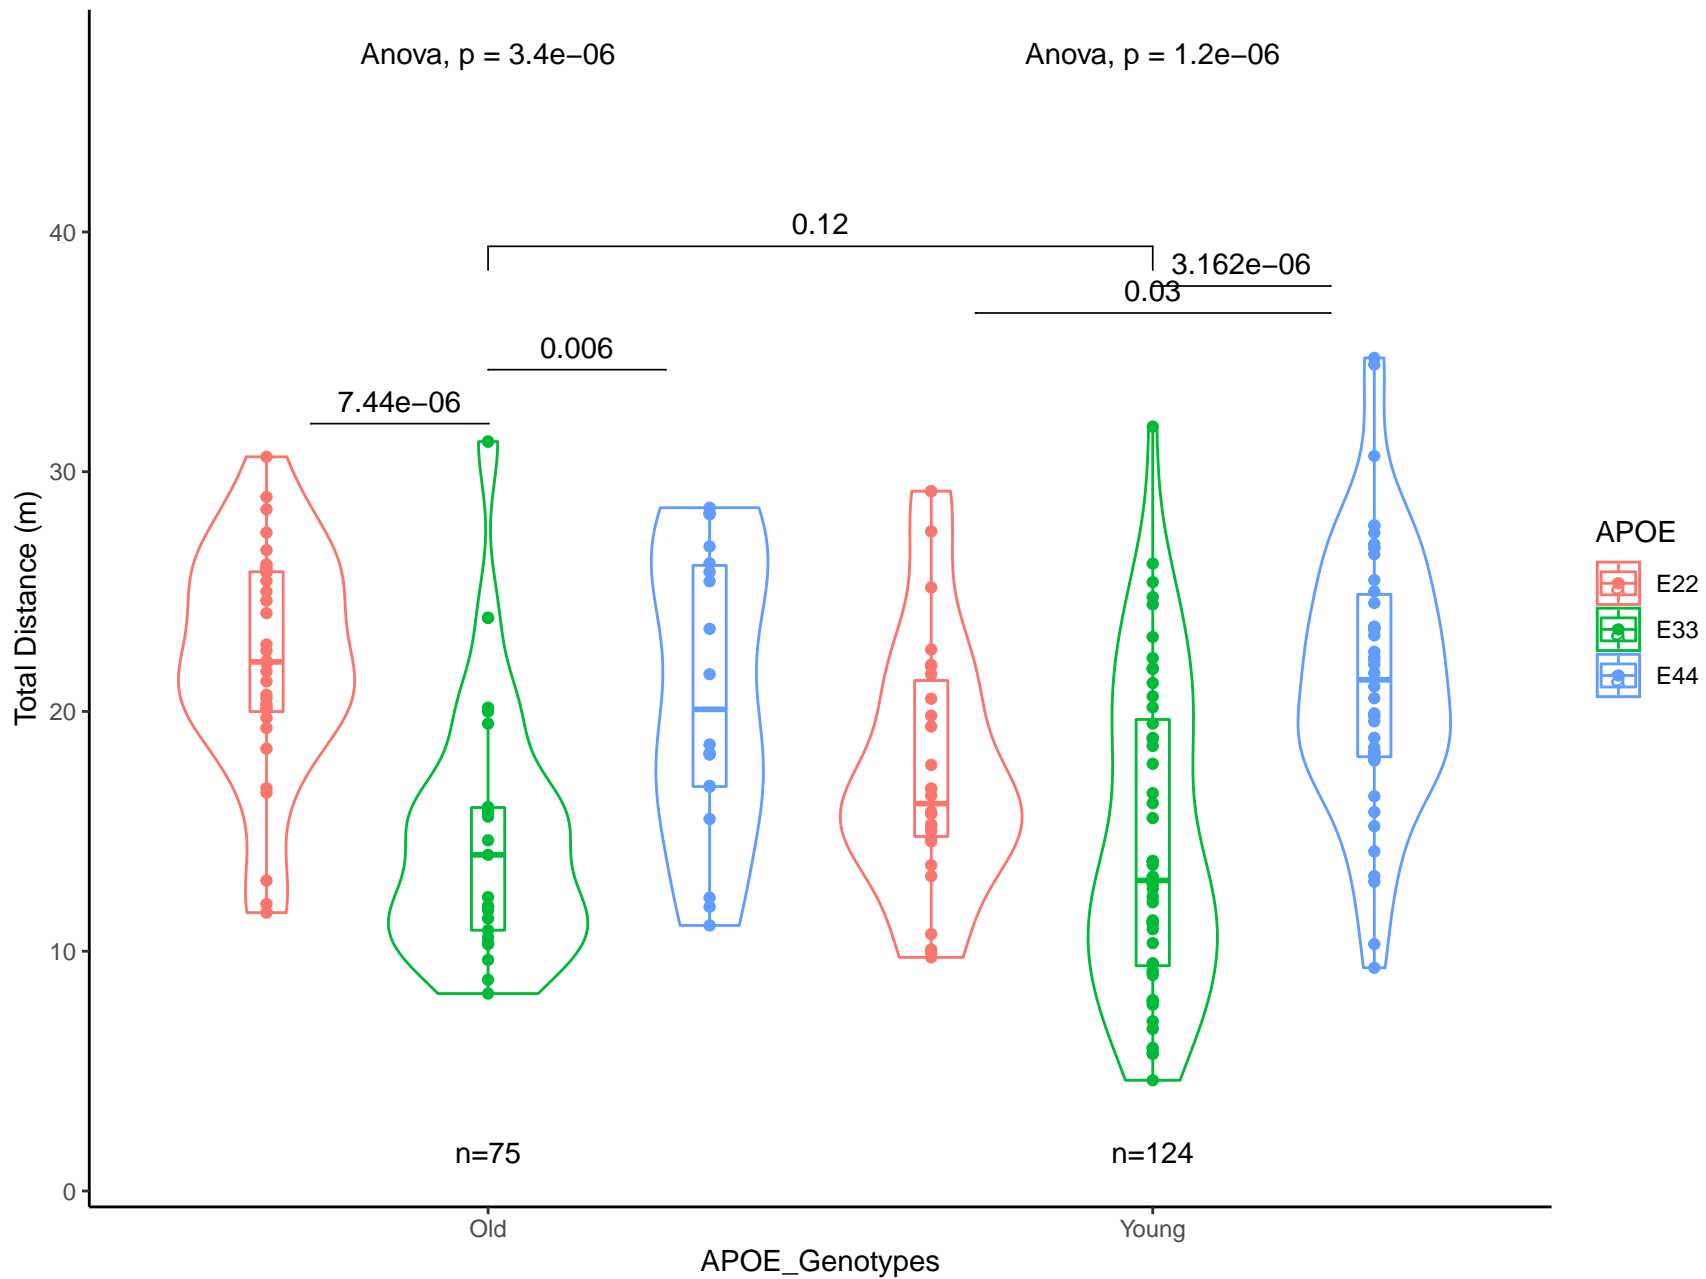 Anova, p = 3.4e−06
Anova, p = 1.2e−06
0.12
3.162e−06
0.03
0.006
7.44e−06
40
30
20
10
0
Total Distance (m)
n=75
n=124
Old
Young
APOE_Genotypes
APOE
E22
E33
E44